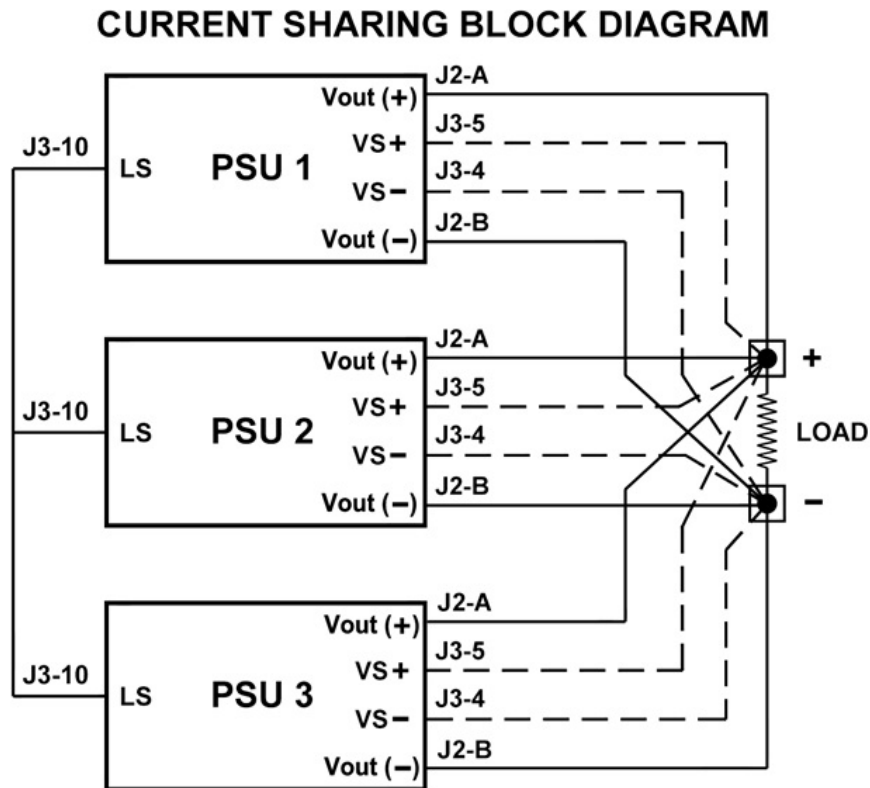 CURRENT SHARING BLOCK DIAGRAM
J2-A
Vout (+)
J3-5
J3-10
VS+
LS
PSU 1
J3-4
VS−
J2-B
Vout (−)
J2-A
Vout (+)
+
J3-5
J3-10
VS+
LS
PSU 2
LOAD
J3-4
VS−
J2-B
Vout (−)
−
J2-A
Vout (+)
J3-5
J3-10
VS+
LS
PSU 3
J3-4
VS−
J2-B
Vout (−)